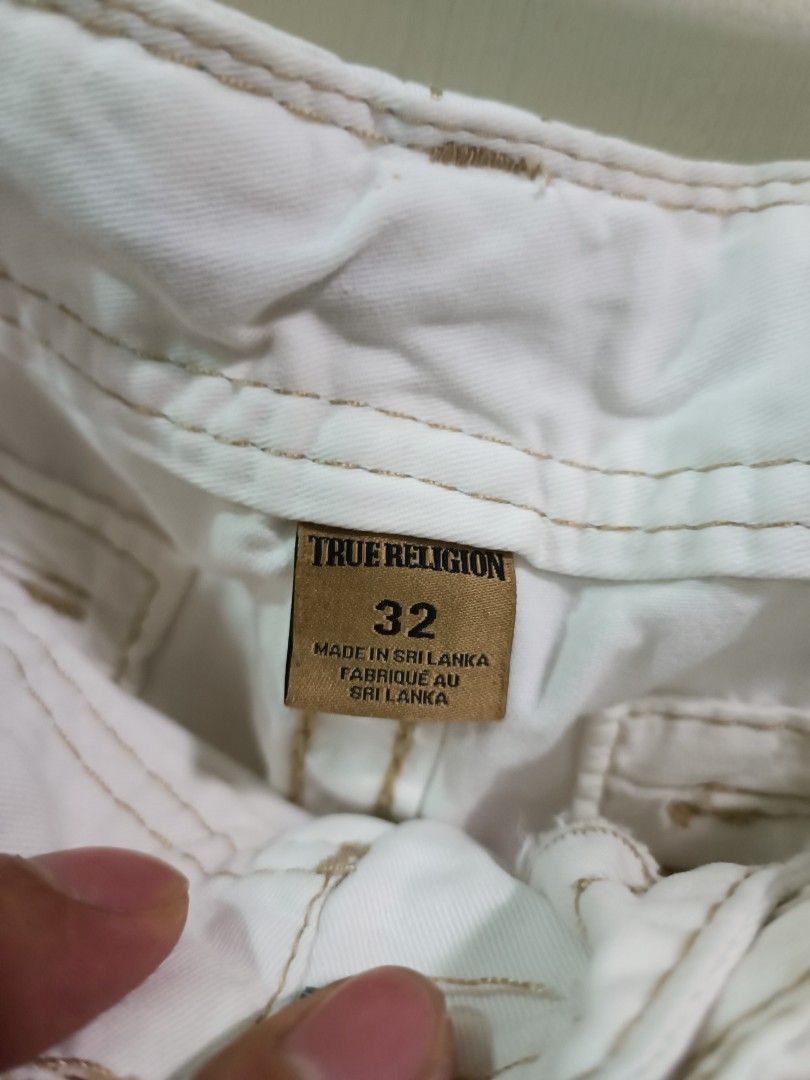 TRUE RELIGION
32
MADE IN SRI LANKA
FABRIQUÉ AU
SRI LANKA